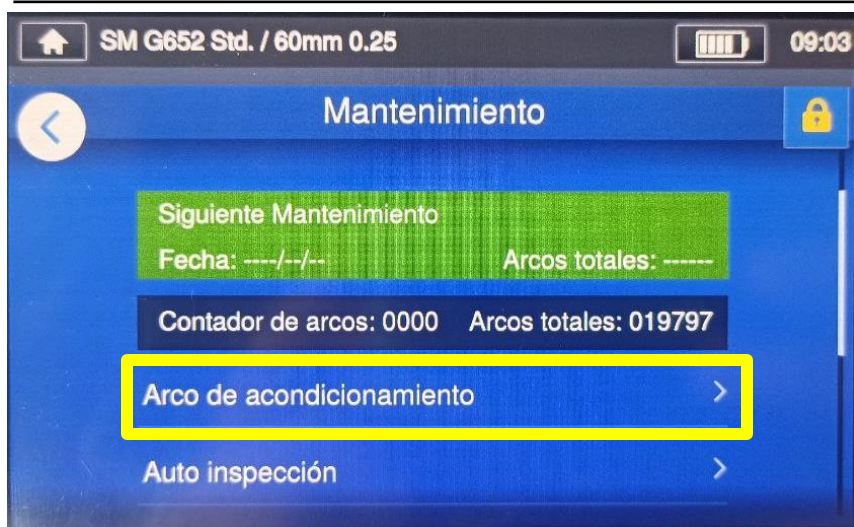 SM G652 Std. / 60mm 0.25 09:03
Mantenimiento
Siguiente Mantenimiento
Fecha: ----/--/-- Arcos totales: ------
Contador de arcos: 0000 Arcos totales: 019797
Arco de acondicionamiento
Auto inspección